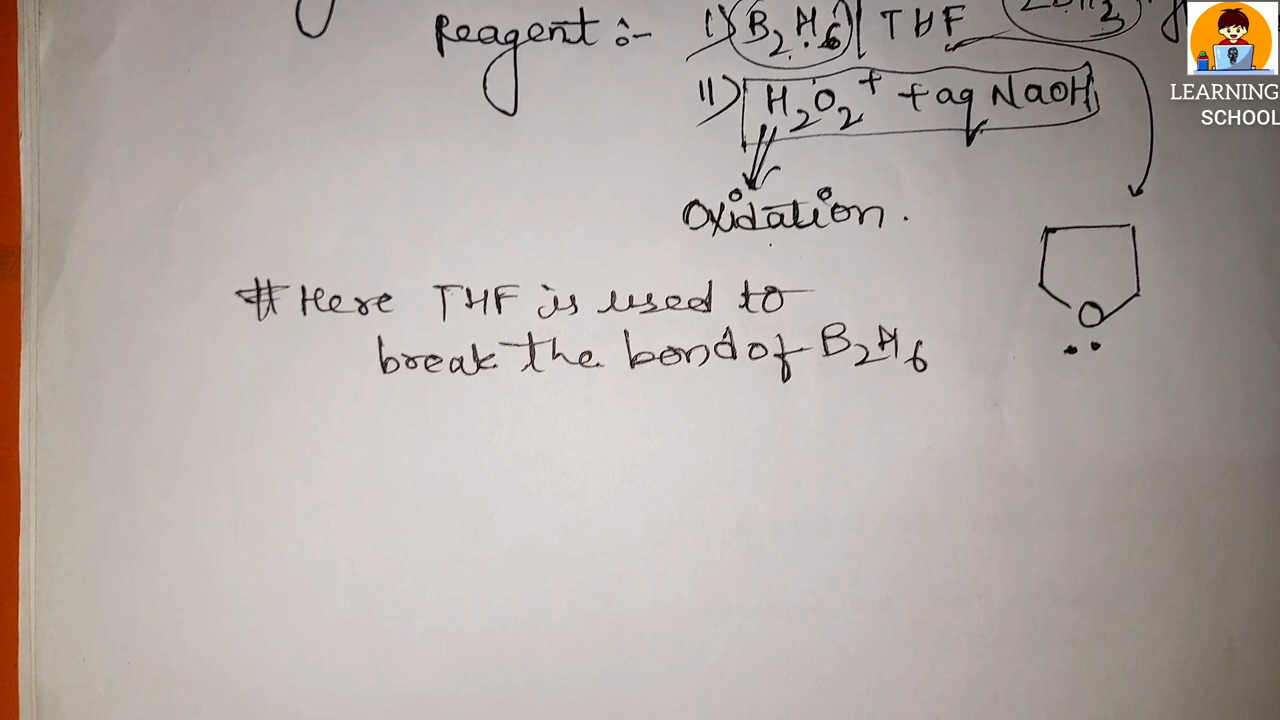 Reagent :- I) B2H6 | THF 2BH3
II) H2O2 + + aq NaOH
Oxidation.
O
# Here THF is used to
break the bond of B2H6
LEARNING
SCHOOL